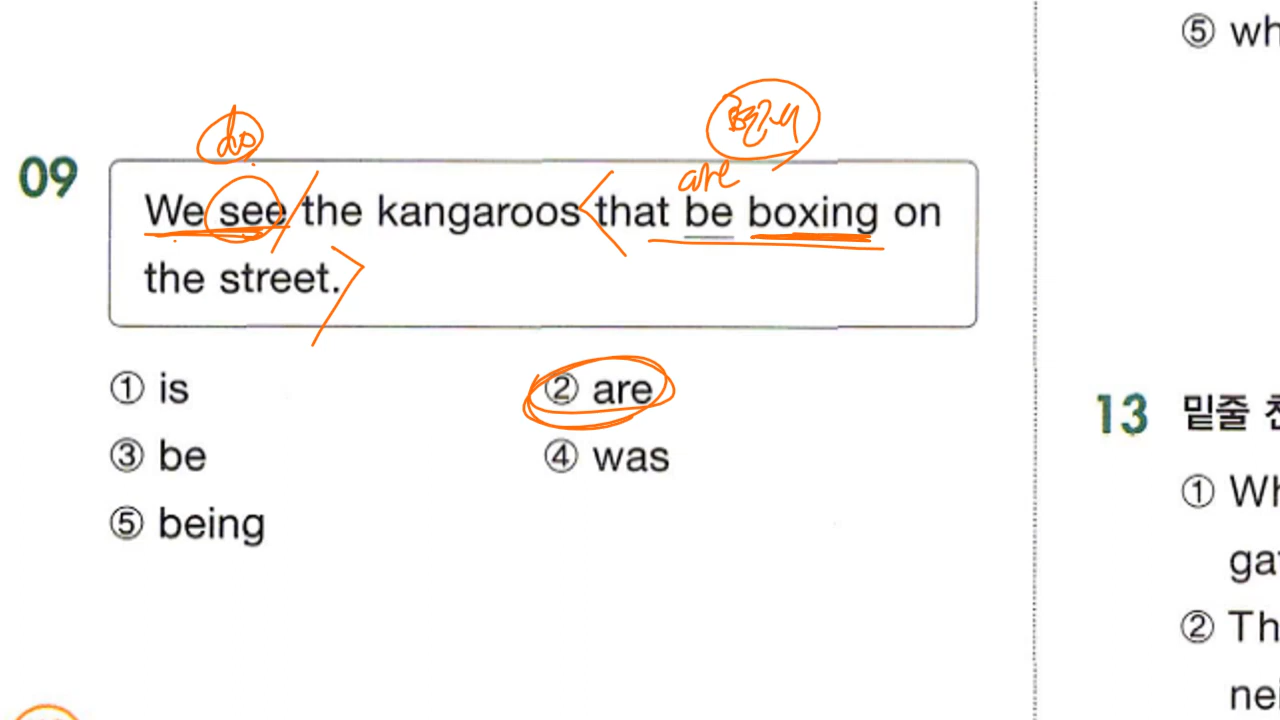 ⑤ wh
do
are
09
We see the kangaroos that be boxing on
the street.
① is
② are
③ be
④ was
⑤ being
13 밑줄 친
① Wh
gat
② Th
nei